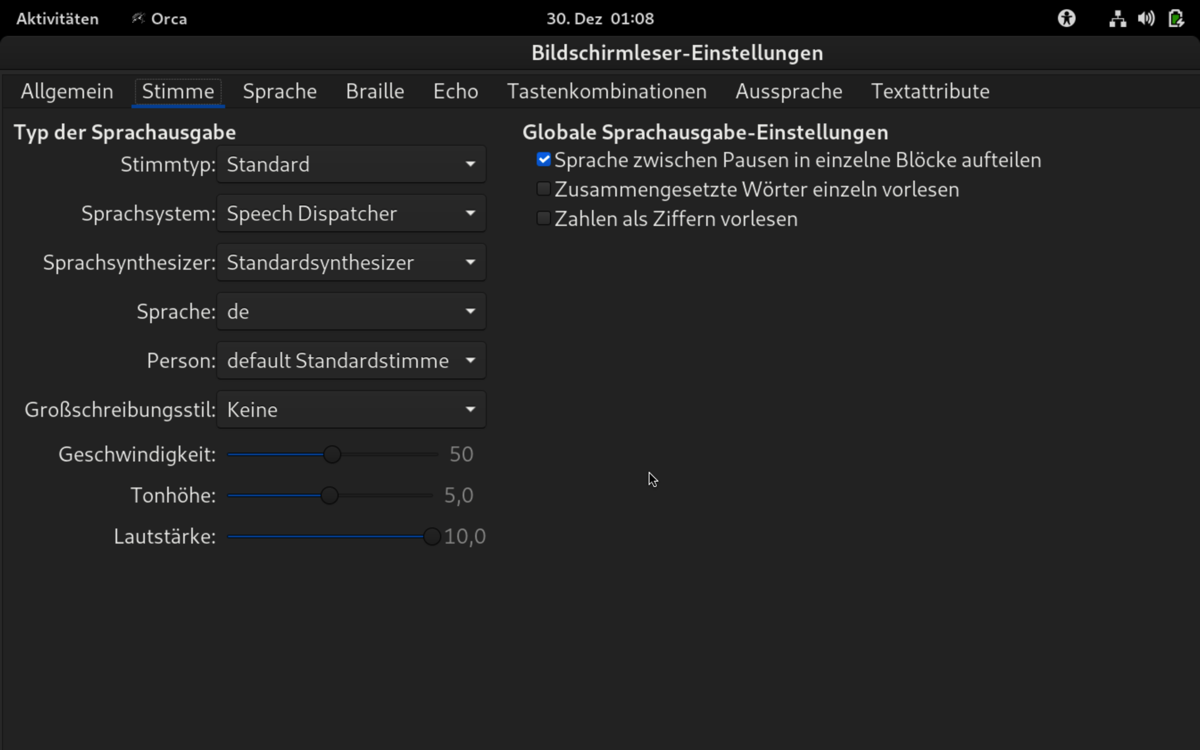 Aktivitäten Orca 30. Dez 01:08
Bildschirmleser-Einstellungen
Allgemein Stimme Sprache Braille Echo Tastenkombinationen Aussprache Textattribute
Typ der Sprachausgabe
Stimmtyp: Standard
Sprachsystem: Speech Dispatcher
Sprachsynthesizer: Standardsynthesizer
Sprache: de
Person: default Standardstimme
Großschreibungsstil: Keine
Geschwindigkeit: 50
Tonhöhe: 5,0
Lautstärke: 10,0
Globale Sprachausgabe-Einstellungen
Sprache zwischen Pausen in einzelne Blöcke aufteilen
Zusammengesetzte Wörter einzeln vorlesen
Zahlen als Ziffern vorlesen